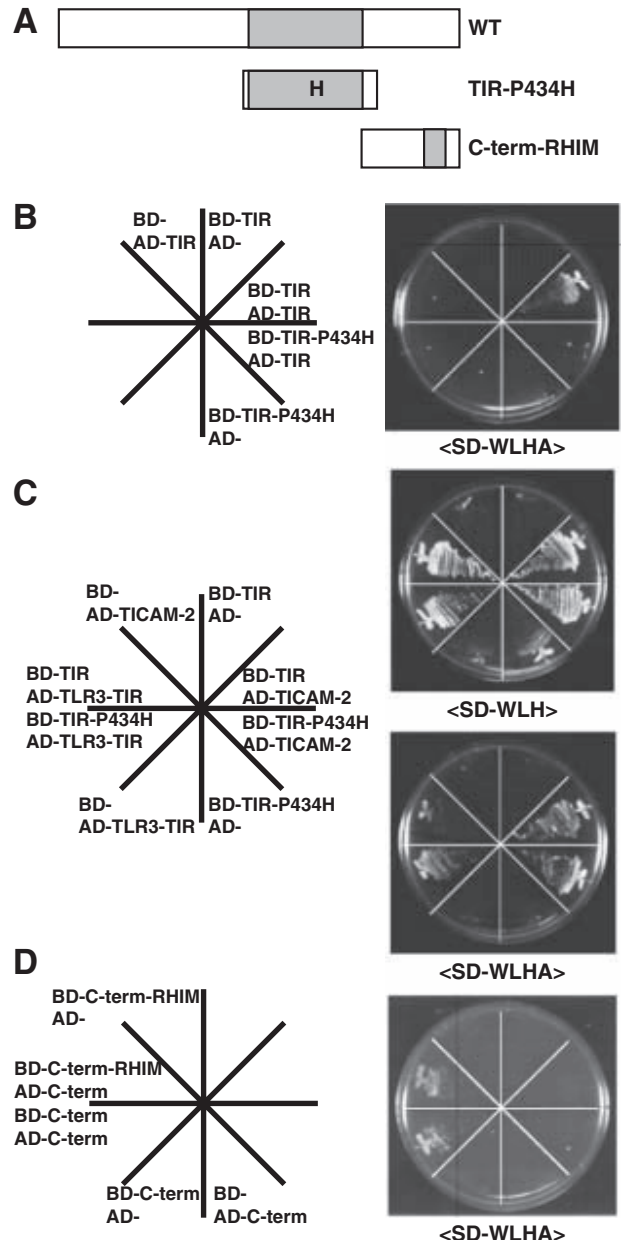 A
WT
H
TIR-P434H
C-term-RHIM
B
BD-
AD-TIR
BD-TIR
AD-
BD-TIR
AD-TIR
BD-TIR-P434H
AD-TIR
BD-TIR-P434H
AD-
<SD-WLHA>
C
BD-
AD-TICAM-2
BD-TIR
AD-
BD-TIR
AD-TLR3-TIR
BD-TIR-P434H
AD-TLR3-TIR
BD-TIR
AD-TICAM-2
BD-TIR-P434H
AD-TICAM-2
BD-
AD-TLR3-TIR
BD-TIR-P434H
AD-
<SD-WLH>
<SD-WLHA>
D
BD-C-term-RHIM
AD-
BD-C-term-RHIM
AD-C-term
BD-C-term
AD-C-term
BD-C-term
AD-
BD-
AD-C-term
<SD-WLHA>